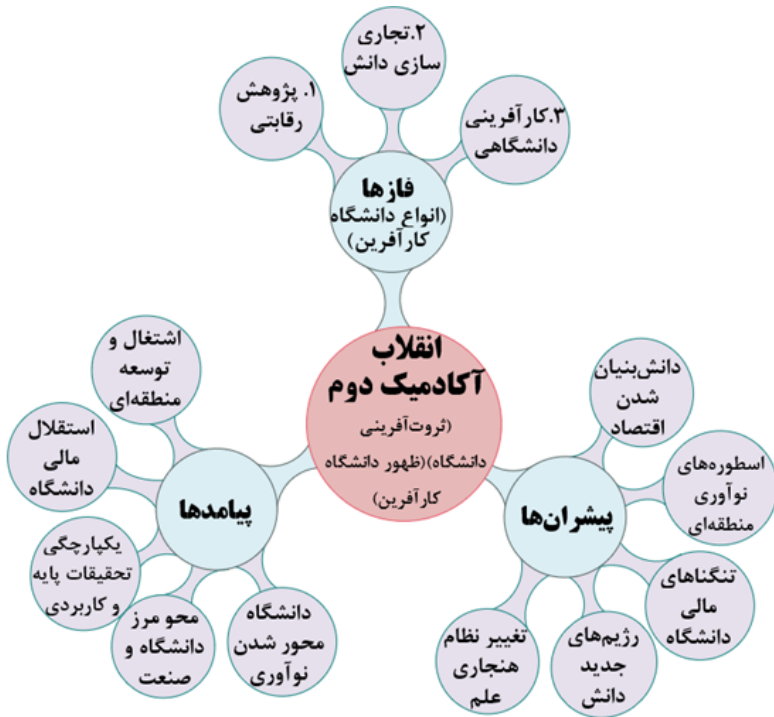 ۲.تجاری
سازی دانش
۱. پژوهش
رقابتی
۳.کارآفرینی
دانشگاهی
فازها
(انواع دانشگاه
کارآفرین)
انقلاب
آکادمیک دوم
(ثروت‌آفرینی
دانشگاه)(ظهور دانشگاه
کارآفرین)
دانش‌بنیان
شدن
اقتصاد
اسطوره‌های
نوآوری
منطقه‌ای
تنگناهای
مالی
دانشگاه
رژیم‌های
جدید
دانش
تغییر نظام
هنجاری
علم
پیشران‌ها
اشتغال و
توسعه
منطقه‌ای
استقلال
مالی
دانشگاه
یکپارچگی
تحقیقات پایه
و کاربردی
محو مرز
دانشگاه و
صنعت
دانشگاه
محور شدن
نوآوری
پیامدها